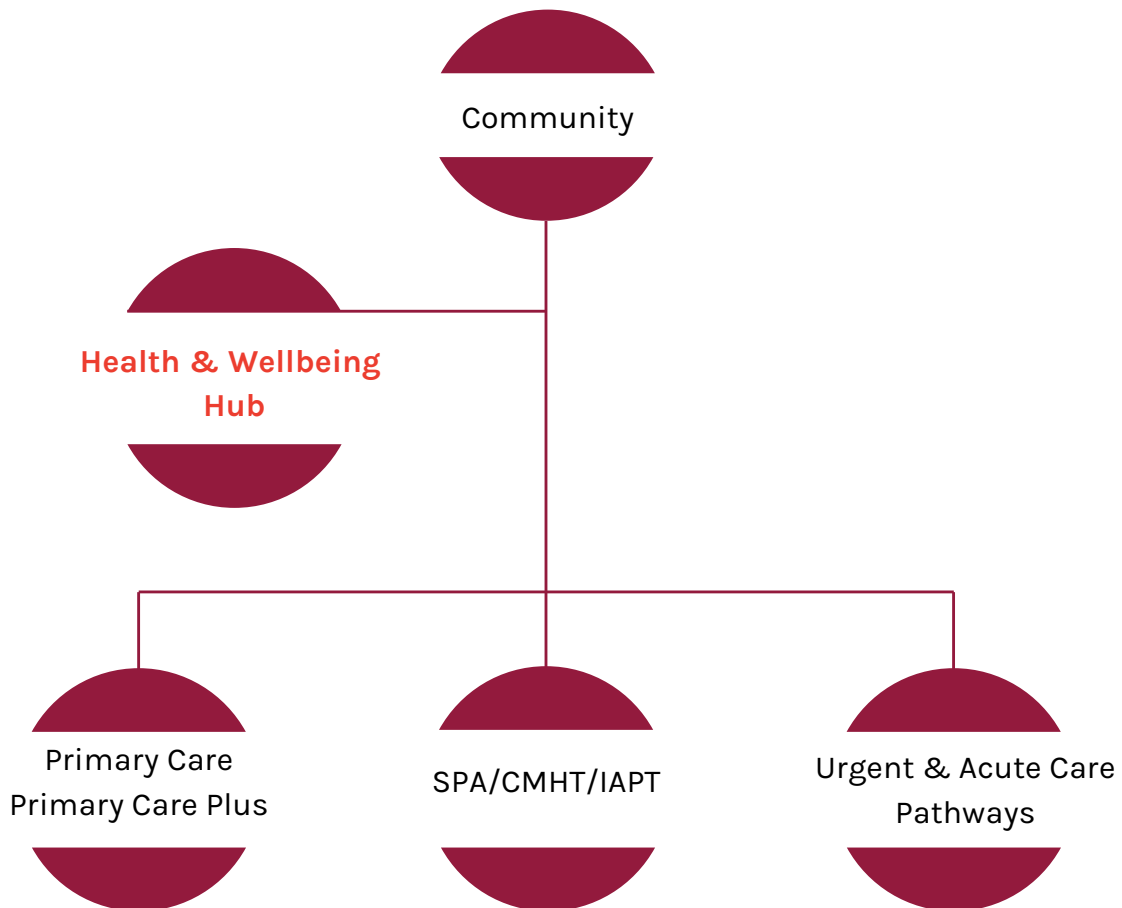 Community
Health & Wellbeing
Hub
Primary Care
Primary Care Plus
SPA/CMHT/IAPT
Urgent & Acute Care
Pathways